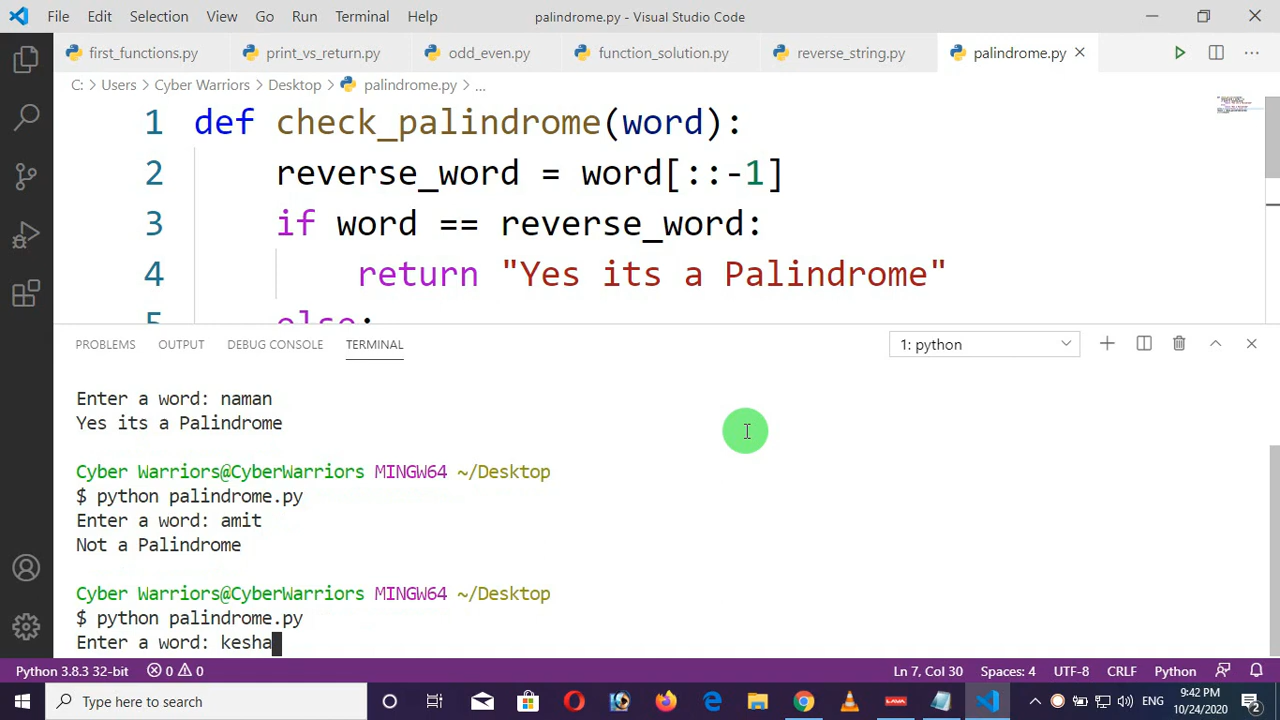 File Edit Selection View Go Run Terminal Help palindrome.py - Visual Studio Code
first_functions.py print_vs_return.py odd_even.py function_solution.py reverse_string.py palindrome.py
C: > Users > Cyber Warriors > Desktop > palindrome.py > ...
1 def check_palindrome(word):
2 reverse_word = word[::-1]
3 if word == reverse_word:
4 return "Yes its a Palindrome"
5 else:
PROBLEMS OUTPUT DEBUG CONSOLE TERMINAL 1: python
Enter a word: naman
Yes its a Palindrome
Cyber Warriors@CyberWarriors MINGW64 ~/Desktop
$ python palindrome.py
Enter a word: amit
Not a Palindrome
Cyber Warriors@CyberWarriors MINGW64 ~/Desktop
$ python palindrome.py
Enter a word: kesha
Python 3.8.3 32-bit 0 0 Ln 7, Col 30 Spaces: 4 UTF-8 CRLF Python
Type here to search LAVA ENG 9:42 PM
10/24/2020 2